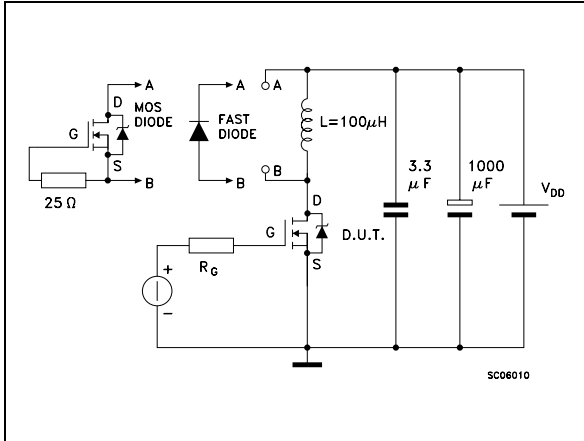 A
D
MOS
DIODE
G
S
B
25 Ω
A
FAST
DIODE
B
A
B
L=100μH
D
G
D.U.T.
S
R_G
+
−
3.3
μF
1000
μF
V_DD
SC06010